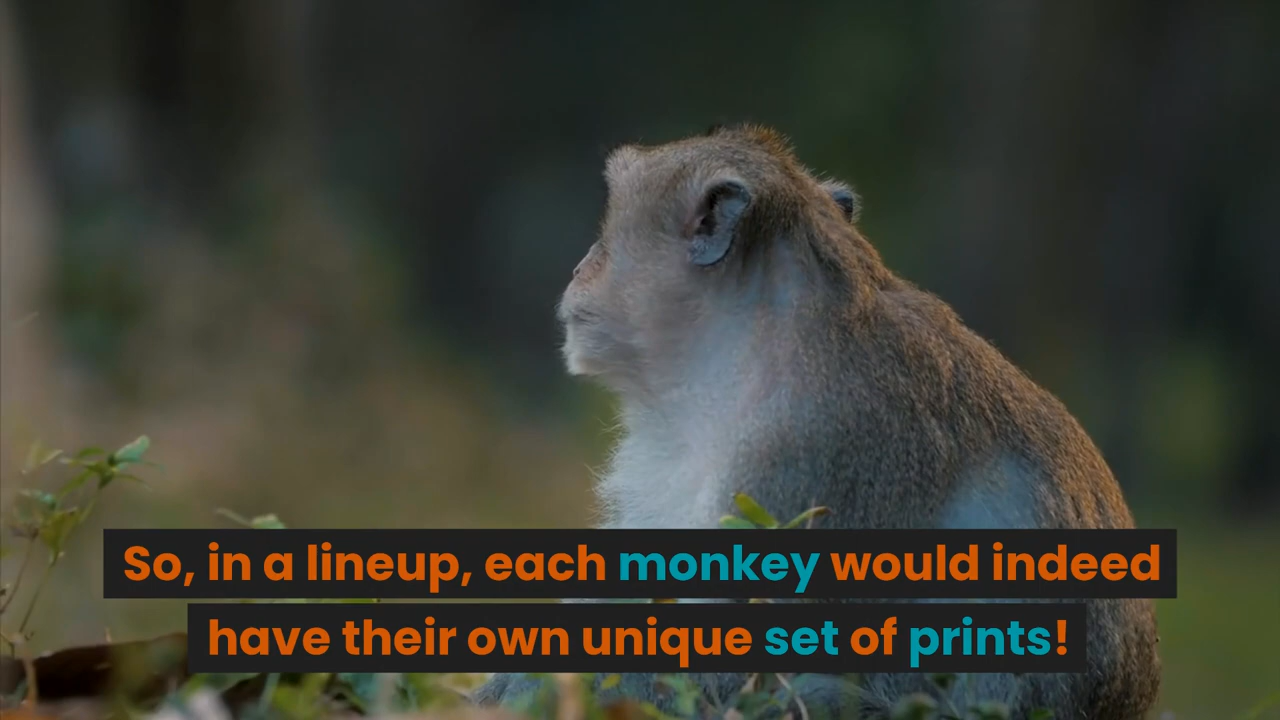 So, in a lineup, each monkey would indeed
have their own unique set of prints!